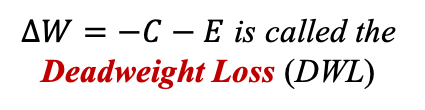 ΔW = −C − E is called the
Deadweight Loss (DWL)